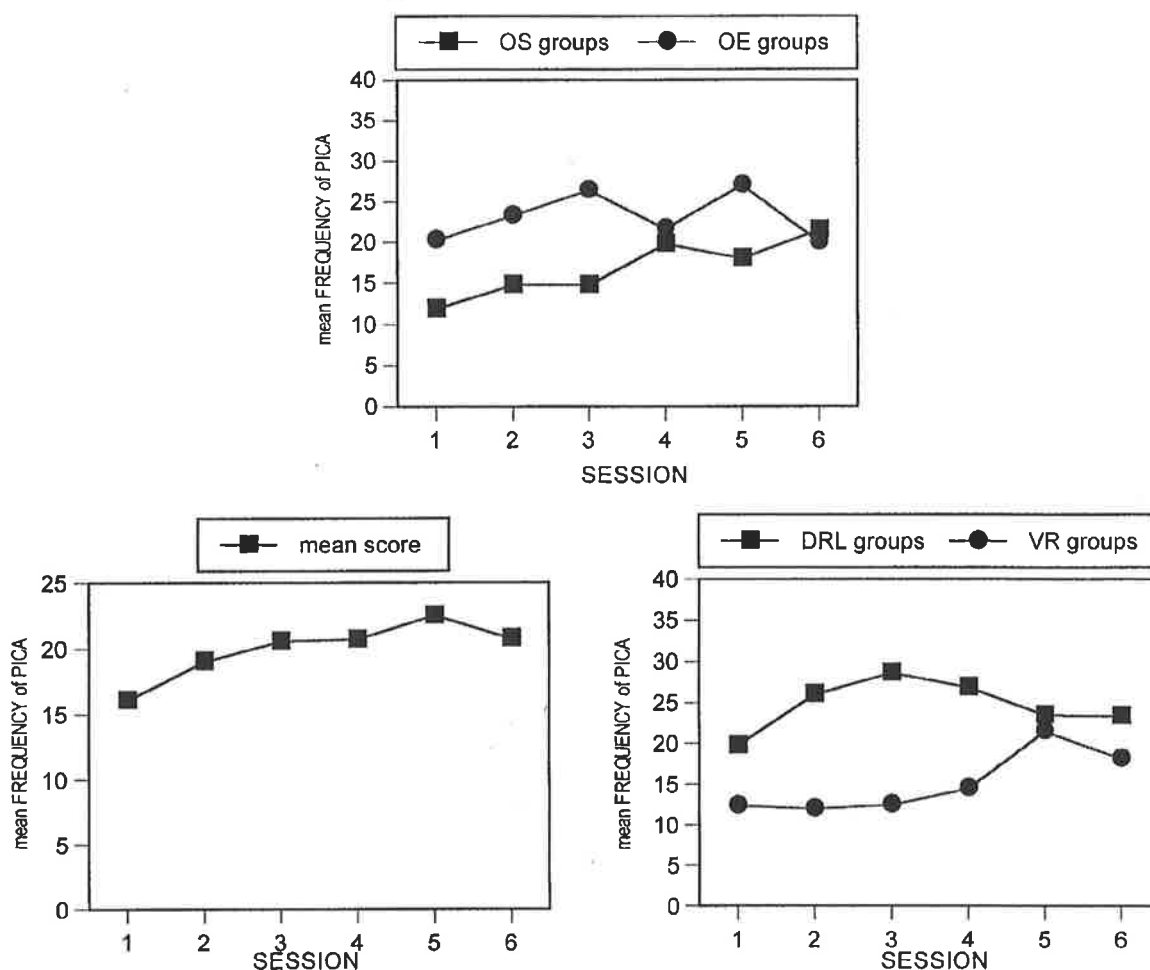 OS groups OE groups
mean FREQUENCY of PICA
40
35
30
25
20
15
10
5
0
1 2 3 4 5 6
SESSION
mean score
mean FREQUENCY of PICA
25
20
15
10
5
0
1 2 3 4 5 6
SESSION
DRL groups VR groups
mean FREQUENCY of PICA
40
35
30
25
20
15
10
5
0
1 2 3 4 5 6
SESSION